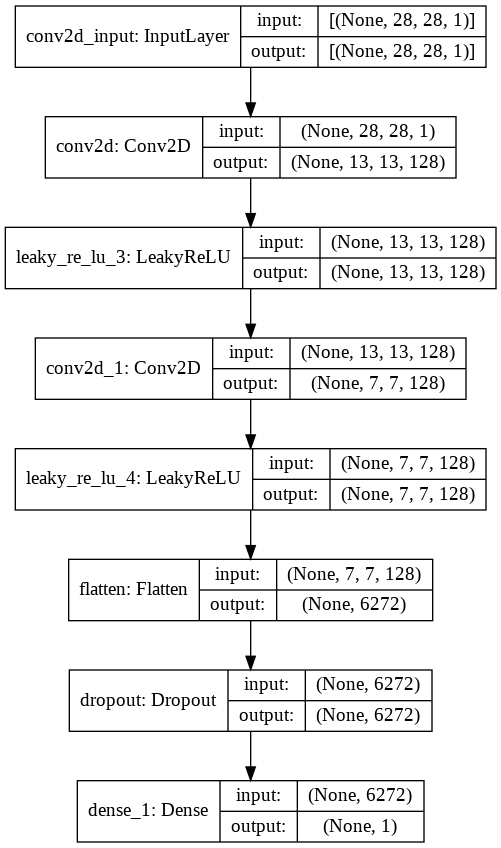 conv2d_input: InputLayer
input: [(None, 28, 28, 1)]
output: [(None, 28, 28, 1)]
conv2d: Conv2D
input: (None, 28, 28, 1)
output: (None, 13, 13, 128)
leaky_re_lu_3: LeakyReLU
input: (None, 13, 13, 128)
output: (None, 13, 13, 128)
conv2d_1: Conv2D
input: (None, 13, 13, 128)
output: (None, 7, 7, 128)
leaky_re_lu_4: LeakyReLU
input: (None, 7, 7, 128)
output: (None, 7, 7, 128)
flatten: Flatten
input: (None, 7, 7, 128)
output: (None, 6272)
dropout: Dropout
input: (None, 6272)
output: (None, 6272)
dense_1: Dense
input: (None, 6272)
output: (None, 1)